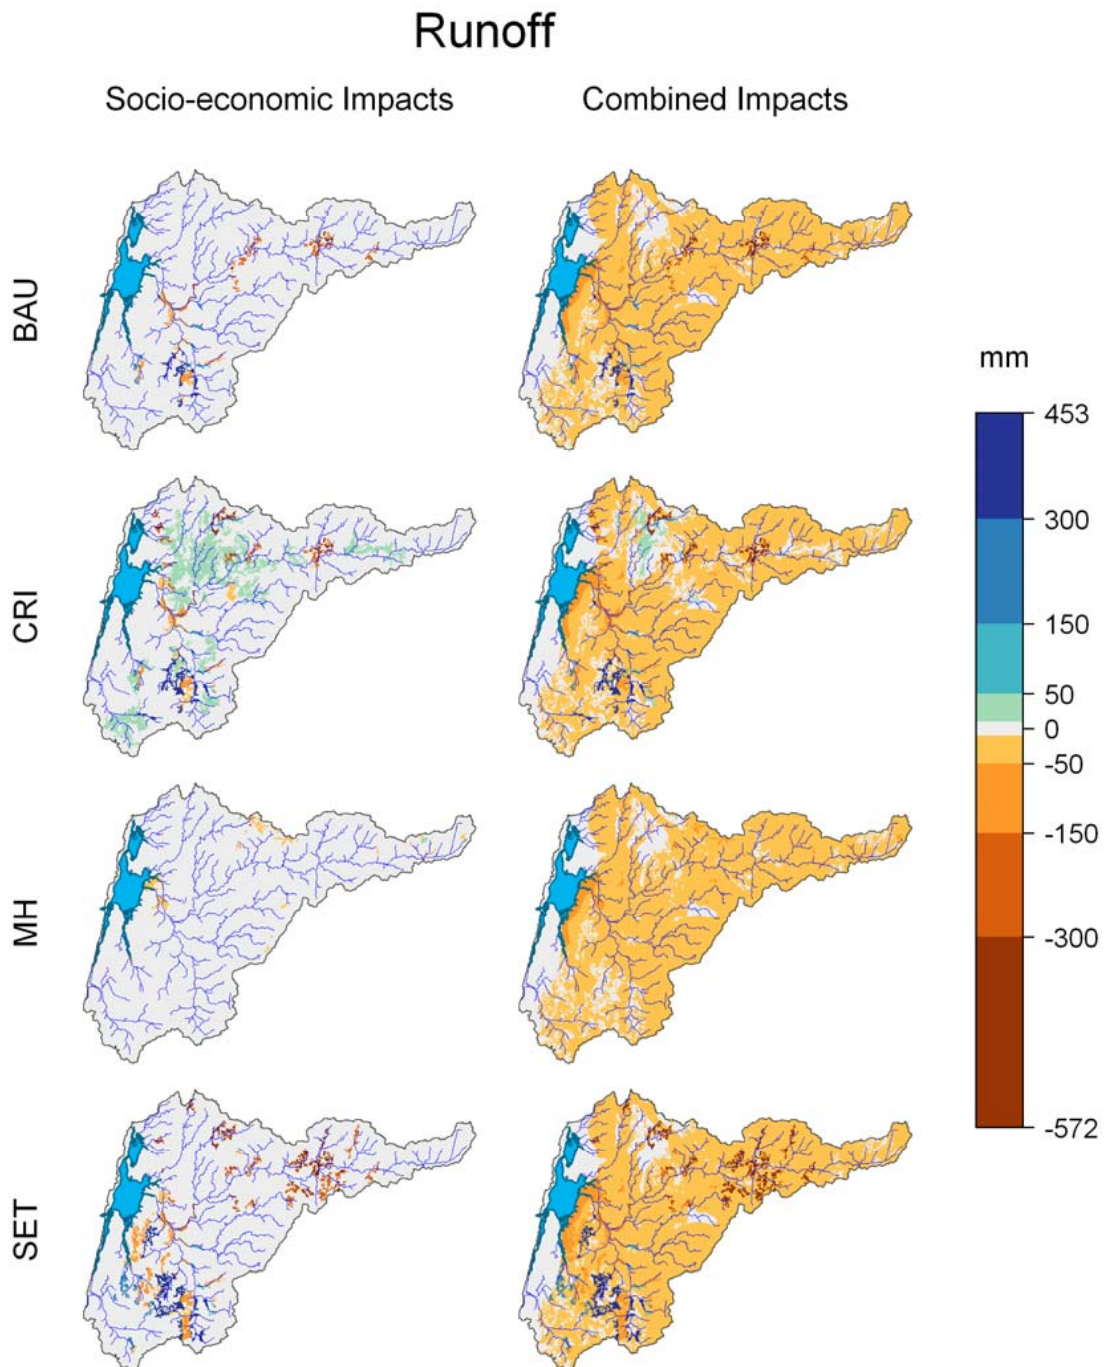 Runoff
Socio-economic Impacts
Combined Impacts
BAU
CRI
MH
SET
mm
453
300
150
50
0
-50
-150
-300
-572